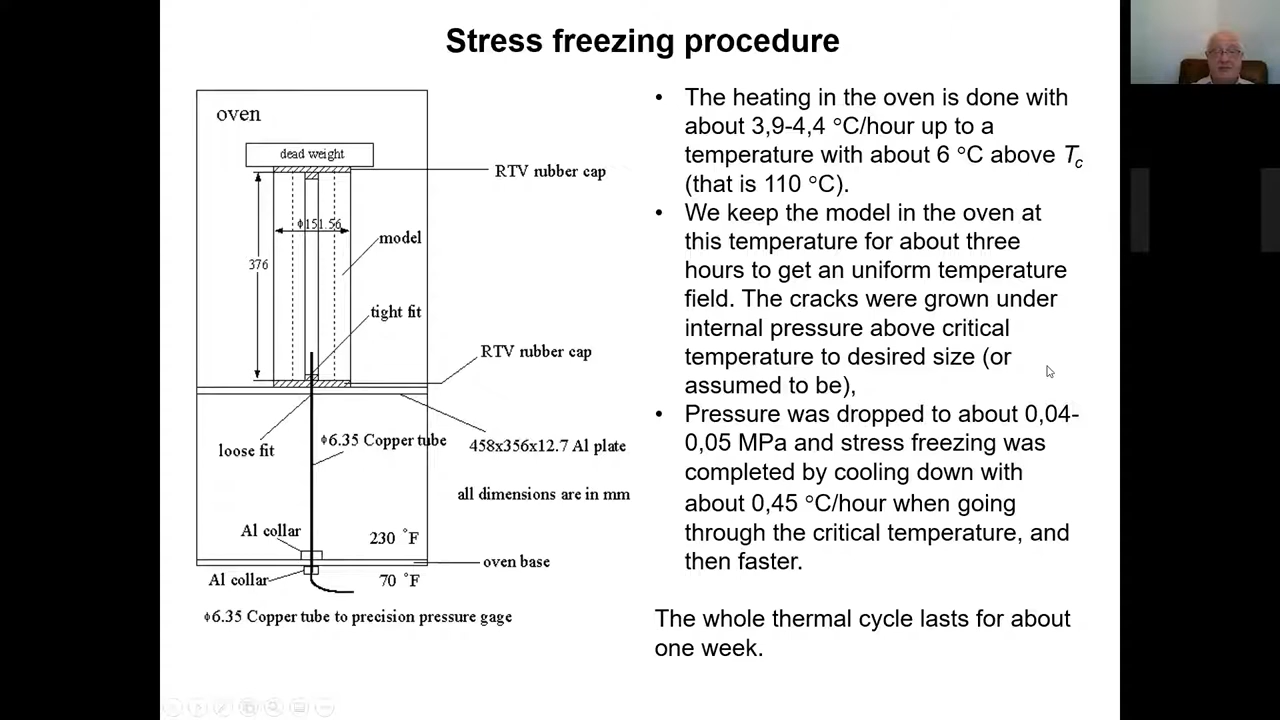 Stress freezing procedure
oven
dead weight
RTV rubber cap
ϕ151.56
model
376
tight fit
RTV rubber cap
ϕ6.35 Copper tube
loose fit
458x356x12.7 Al plate
all dimensions are in mm
Al collar
230 °F
oven base
Al collar
70 °F
ϕ6.35 Copper tube to precision pressure gage
• The heating in the oven is done with
about 3,9-4,4 °C/hour up to a
temperature with about 6 °C above Tc
(that is 110 °C).
• We keep the model in the oven at
this temperature for about three
hours to get an uniform temperature
field. The cracks were grown under
internal pressure above critical
temperature to desired size (or
assumed to be),
• Pressure was dropped to about 0,04-
0,05 MPa and stress freezing was
completed by cooling down with
about 0,45 °C/hour when going
through the critical temperature, and
then faster.
The whole thermal cycle lasts for about
one week.